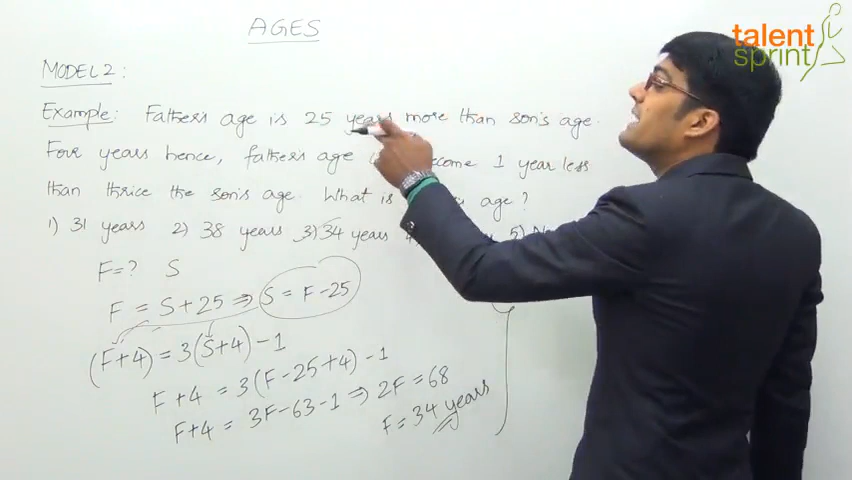 AGES
talent
sprint
MODEL 2 :
Example: Father's age is 25 years more than son's age.
Four years hence, father's age become 1 year less
than thrice the son's age. What is age ?
1) 31 years 2) 38 years 3) 34 years 5)
F = ? S
F = S + 25 ⇒ S = F - 25
(F+4) = 3(S+4) - 1
F + 4 = 3(F - 25 + 4) - 1
F + 4 = 3F - 63 - 1 ⇒ 2F = 68
F = 34 years